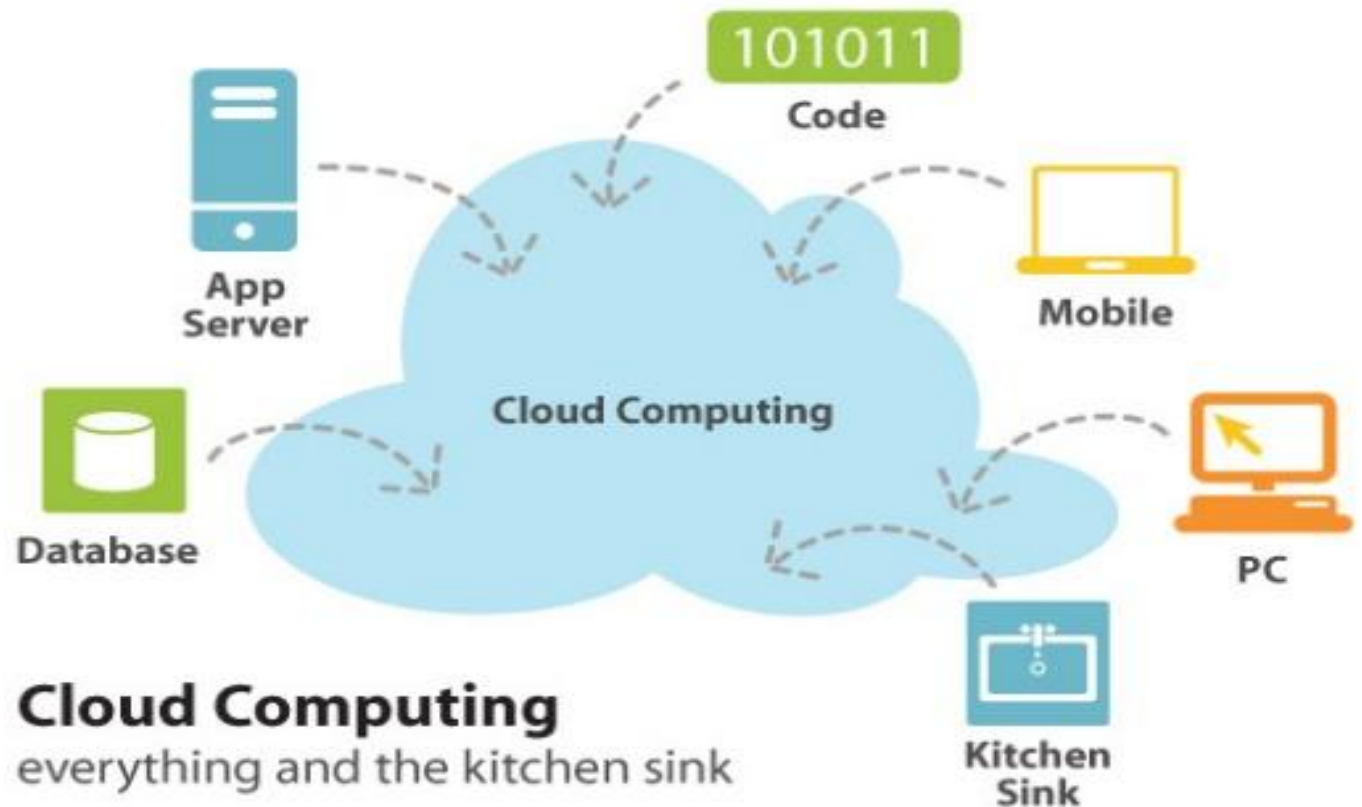 101011
Code
App
Server
Mobile
Cloud Computing
Database
PC
Cloud Computing
everything and the kitchen sink
Kitchen
Sink